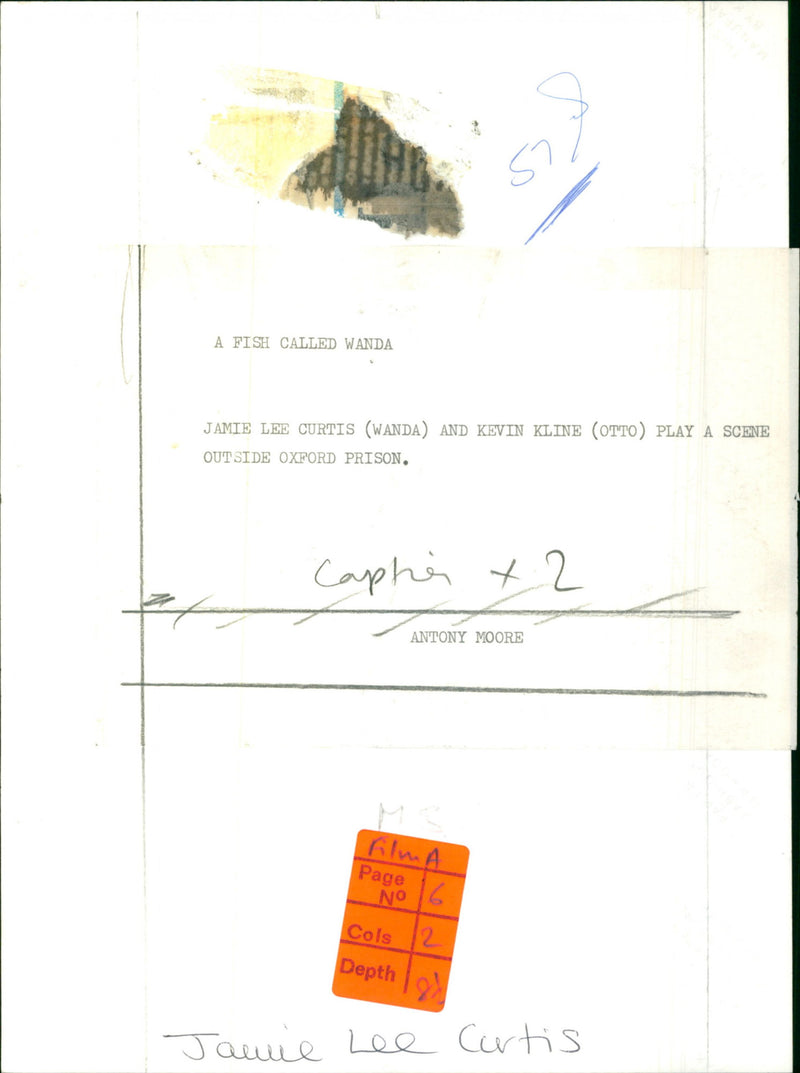 57
A FISH CALLED WANDA
JAMIE LEE CURTIS (WANDA) AND KEVIN KLINE (OTTO) PLAY A SCENE
OUTSIDE OXFORD PRISON.
Caption + 2
ANTONY MOORE
MS
Film A
Page No 6
Cols 2
Depth
Jamie Lee Curtis